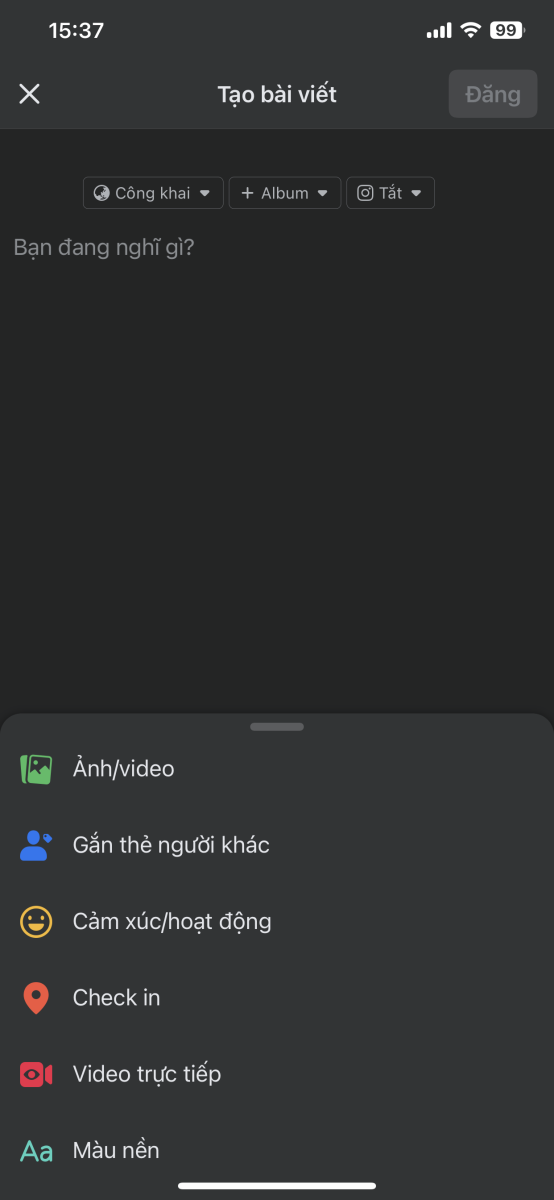 15:37
99
Tạo bài viết
Đăng
Công khai
+ Album
Tắt
Bạn đang nghĩ gì?
Ảnh/video
Gắn thẻ người khác
Cảm xúc/hoạt động
Check in
Video trực tiếp
Aa Màu nền